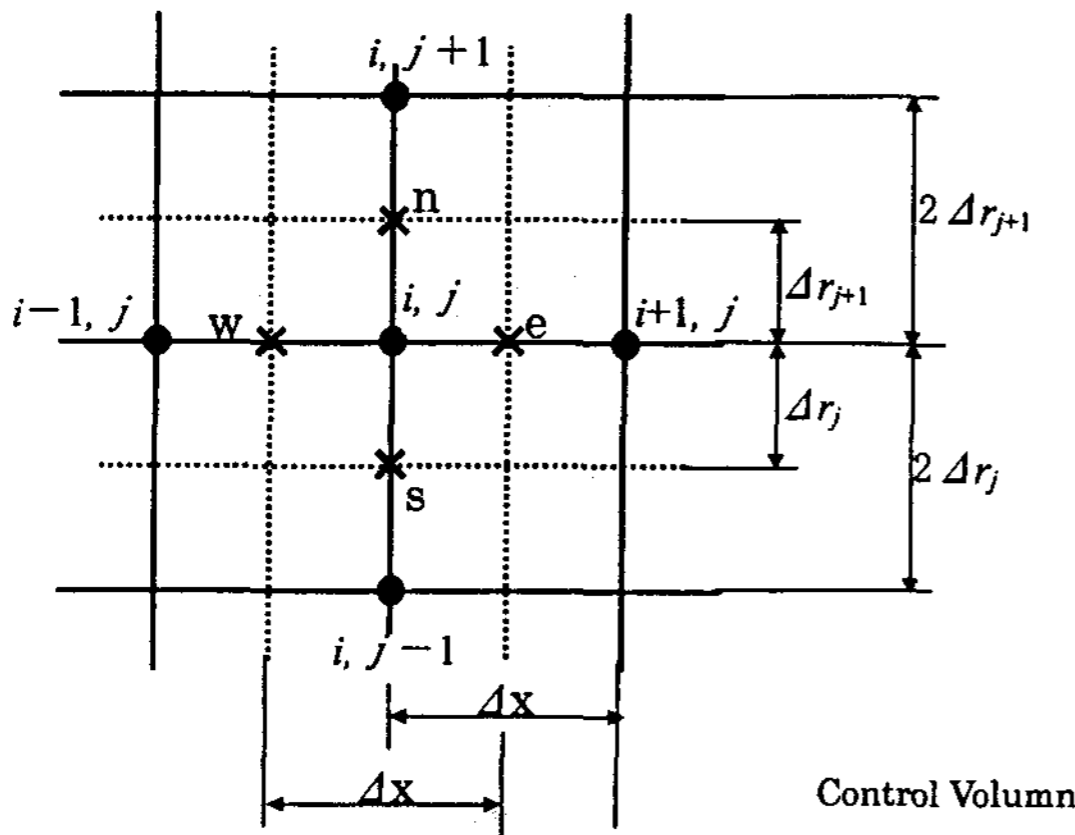 i, j+1
n
2 Δr_{j+1}
Δr_{j+1}
i−1, j
w
i, j
e
i+1, j
Δr_j
s
2 Δr_j
i, j−1
Δx
Δx
Control Volumn